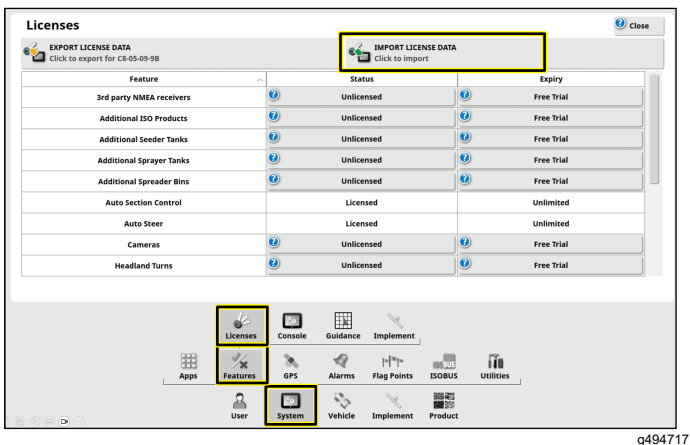 Licenses
Close
EXPORT LICENSE DATA
Click to export for C8-05-09-9B
IMPORT LICENSE DATA
Click to import
Feature Status Expiry
3rd party NMEA receivers Unlicensed Free Trial
Additional ISO Products Unlicensed Free Trial
Additional Seeder Tanks Unlicensed Free Trial
Additional Sprayer Tanks Unlicensed Free Trial
Additional Spreader Bins Unlicensed Free Trial
Auto Section Control Licensed Unlimited
Auto Steer Licensed Unlimited
Cameras Unlicensed Free Trial
Headland Turns Unlicensed Free Trial
Licenses Console Guidance Implement
Apps Features GPS Alarms Flag Points ISOBUS Utilities
User System Vehicle Implement Product
g494717